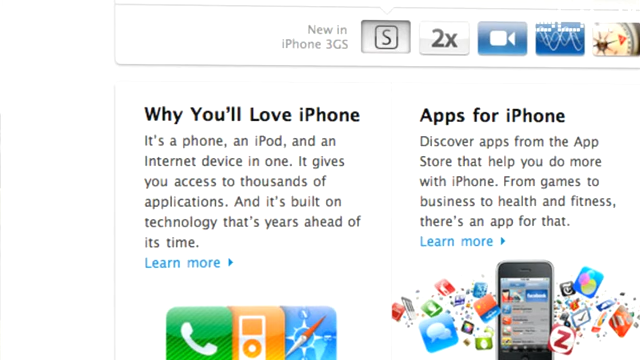 New in
iPhone 3GS
S
2x
Why You'll Love iPhone
It's a phone, an iPod, and an
Internet device in one. It gives
you access to thousands of
applications. And it's built on
technology that's years ahead of
its time.
Learn more
Apps for iPhone
Discover apps from the App
Store that help you do more
with iPhone. From games to
business to health and fitness,
there's an app for that.
Learn more
facebook
Z